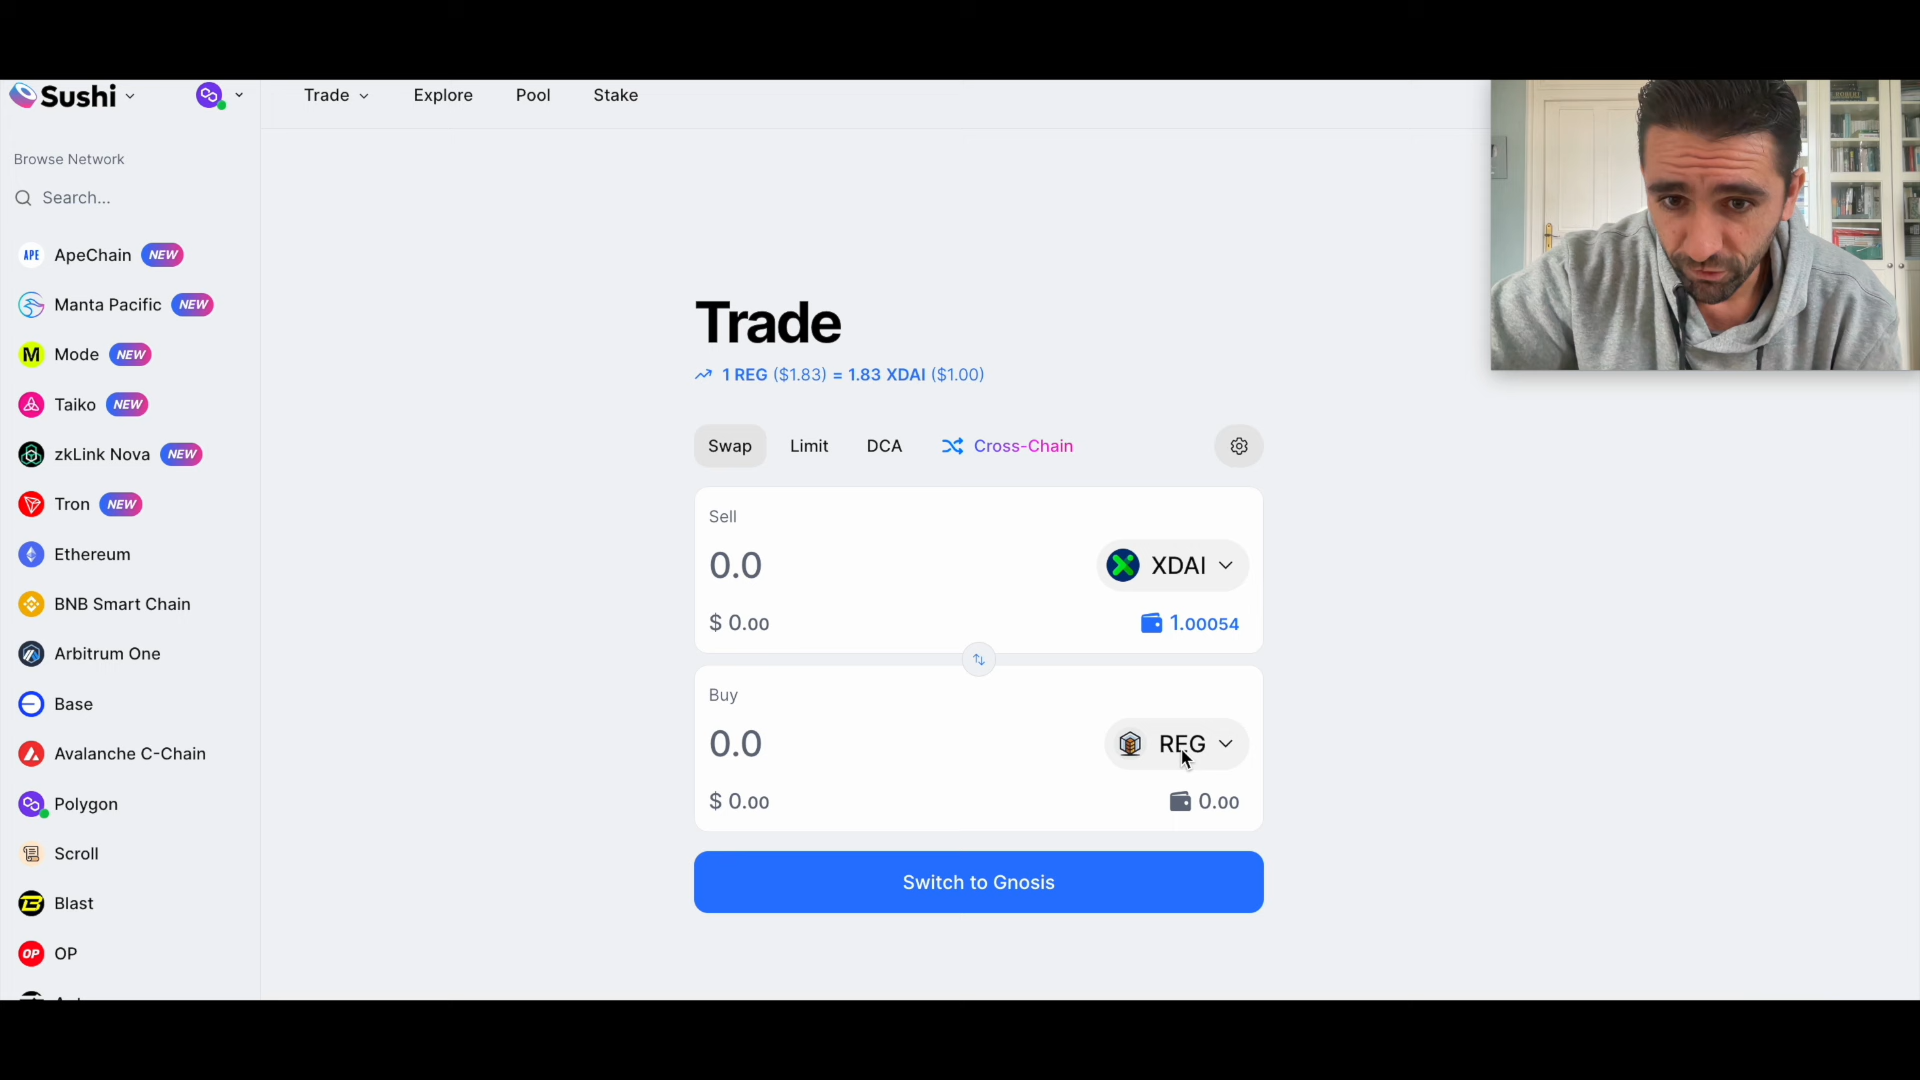 Sushi
Trade
Explore
Pool
Stake
Browse Network
Search...
APE ApeChain NEW
Manta Pacific NEW
M Mode NEW
Taiko NEW
zkLink Nova NEW
Tron NEW
Ethereum
BNB Smart Chain
Arbitrum One
Base
Avalanche C-Chain
Polygon
Scroll
Blast
OP OP
Trade
1 REG ($1.83) = 1.83 XDAI ($1.00)
Swap
Limit
DCA
Cross-Chain
Sell
0.0
XDAI
$ 0.00
1.00054
Buy
0.0
REG
$ 0.00
0.00
Switch to Gnosis